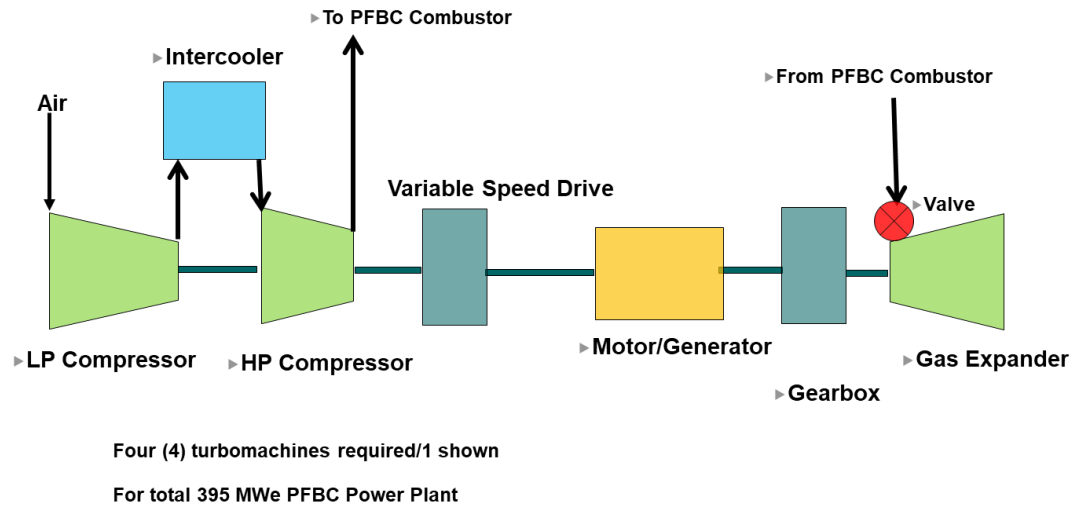 To PFBC Combustor
Intercooler
From PFBC Combustor
Air
Variable Speed Drive
Valve
LP Compressor
HP Compressor
Motor/Generator
Gas Expander
Gearbox
Four (4) turbomachines required/1 shown
For total 395 MWe PFBC Power Plant